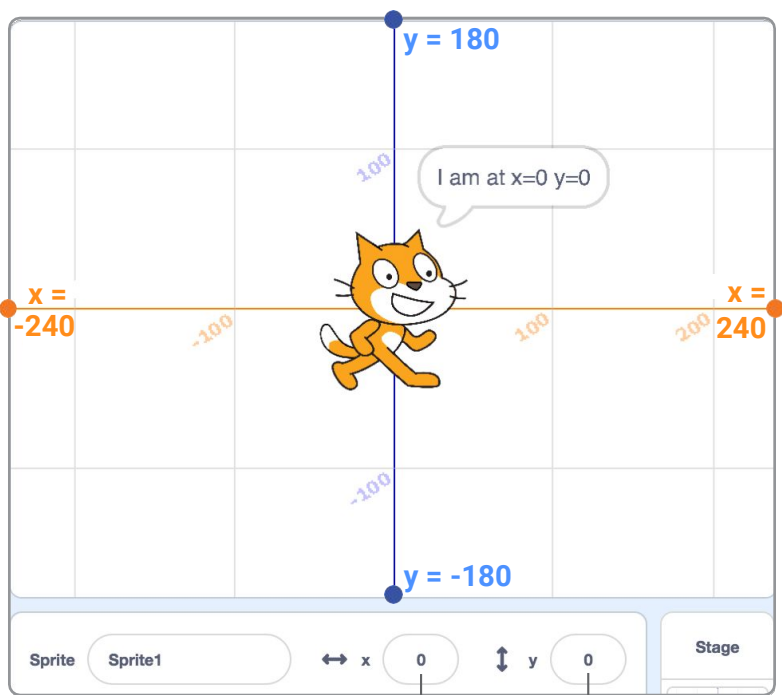 y = 180
100
I am at x=0 y=0
x =
-240
x =
240
-100
100
200
-100
y = -180
Sprite
Sprite1
x
0
y
0
Stage